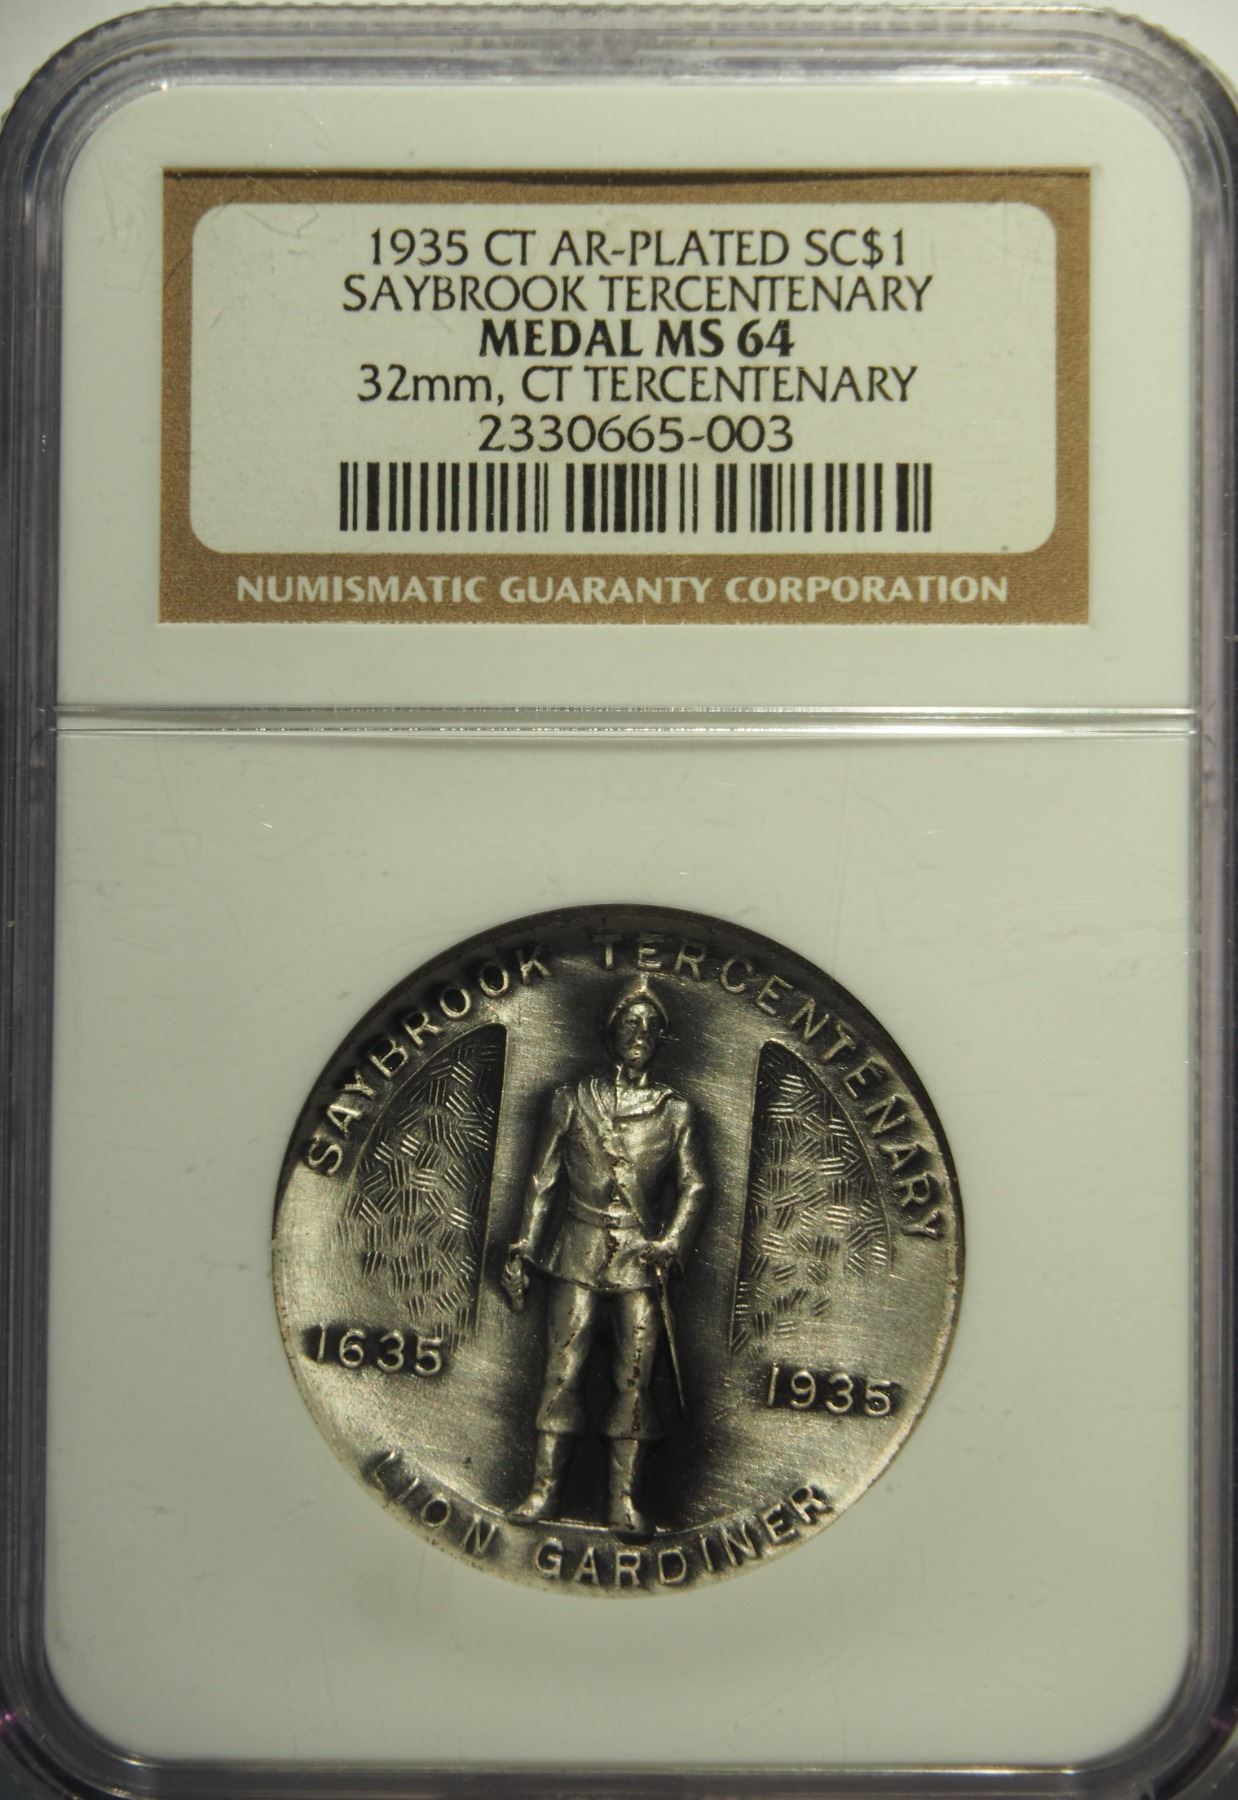 1935 CT AR-PLATED SC$1
SAYBROOK TERCENTENARY
MEDAL MS 64
32mm, CT TERCENTENARY
2330665-003
NUMISMATIC GUARANTY CORPORATION
SAYBROOK TERCENTENARY
1635
1935
LION GARDINER